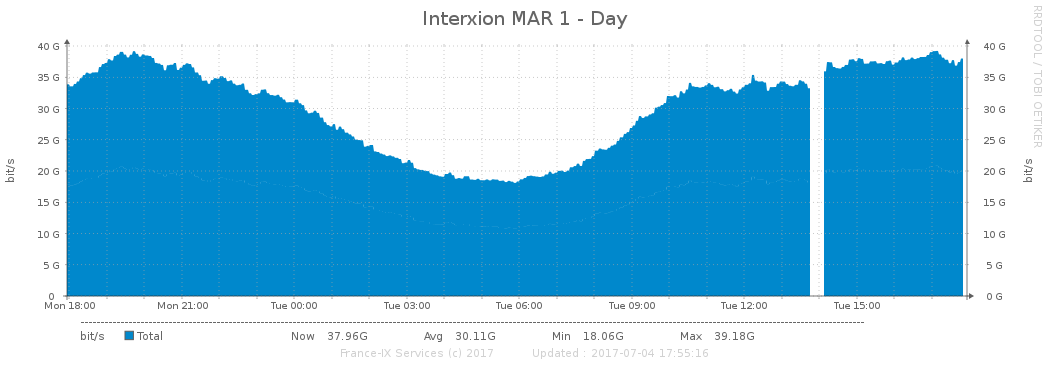 Interxion MAR 1 - Day
RRDTOOL / TOBI OETIKER
40 G 40 G
35 G 35 G
30 G 30 G
25 G 25 G
20 G 20 G
15 G 15 G
10 G 10 G
5 G 5 G
0 0 G
bit/s
bit/s
Mon 18:00 Mon 21:00 Tue 00:00 Tue 03:00 Tue 06:00 Tue 09:00 Tue 12:00 Tue 15:00
bit/s Total Now 37.96G Avg 30.11G Min 18.06G Max 39.18G
France-IX Services (c) 2017 Updated : 2017-07-04 17:55:16